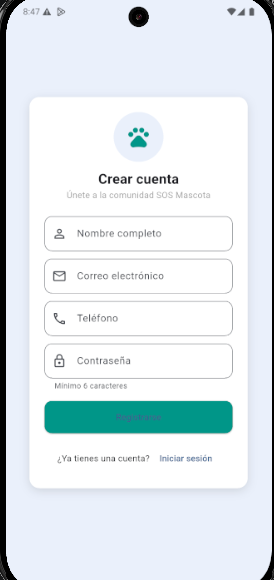 8:47
Crear cuenta
Únete a la comunidad SOS Mascota
Nombre completo
Correo electrónico
Teléfono
Contraseña
Mínimo 6 caracteres
¿Ya tienes una cuenta? Iniciar sesión